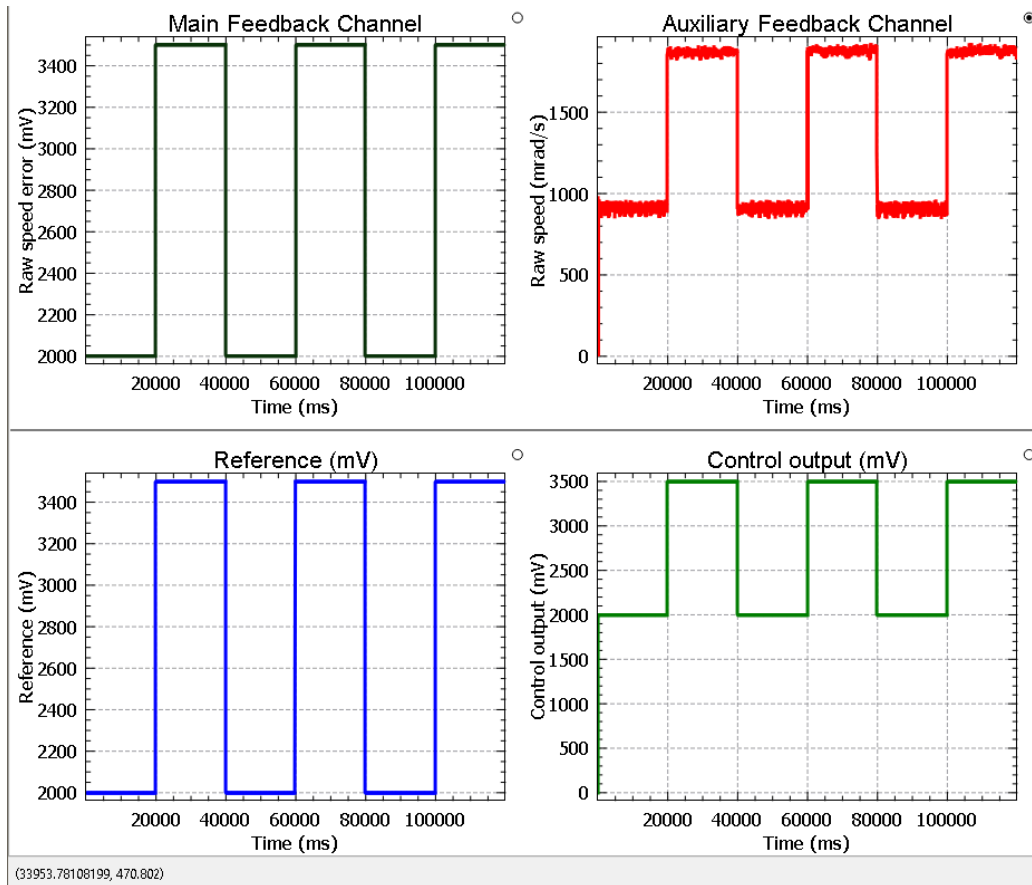 Main Feedback Channel
Raw speed error (mV)
3400
3200
3000
2800
2600
2400
2200
2000
20000 40000 60000 80000 100000
Time (ms)
Auxiliary Feedback Channel
Raw speed (mrad/s)
1500
1000
500
0
20000 40000 60000 80000 100000
Time (ms)
Reference (mV)
Reference (mV)
3400
3200
3000
2800
2600
2400
2200
2000
20000 40000 60000 80000 100000
Time (ms)
Control output (mV)
Control output (mV)
3500
3000
2500
2000
1500
1000
500
0
20000 40000 60000 80000 100000
Time (ms)
(33953.78108199, 470.802)